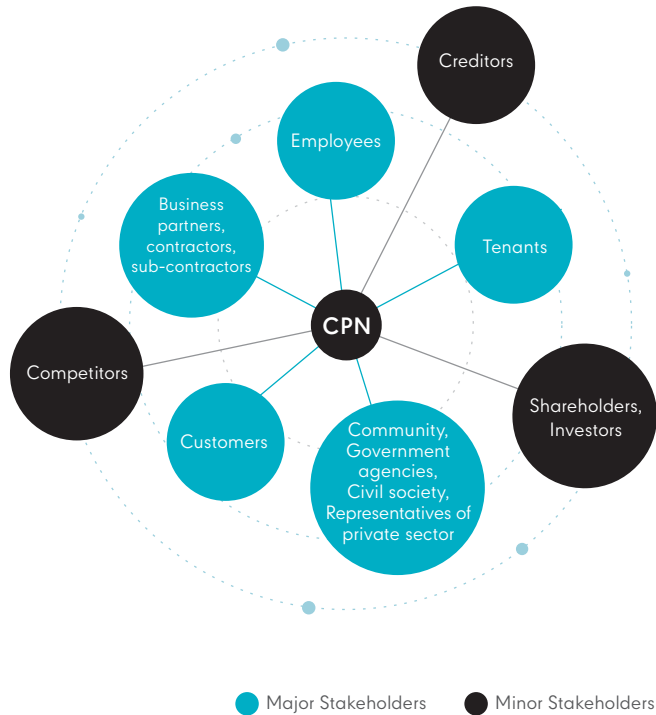 Creditors
Employees
Business
partners,
contractors,
sub-contractors
Tenants
CPN
Competitors
Shareholders,
Investors
Customers
Community,
Government
agencies,
Civil society,
Representatives of
private sector
Major Stakeholders
Minor Stakeholders